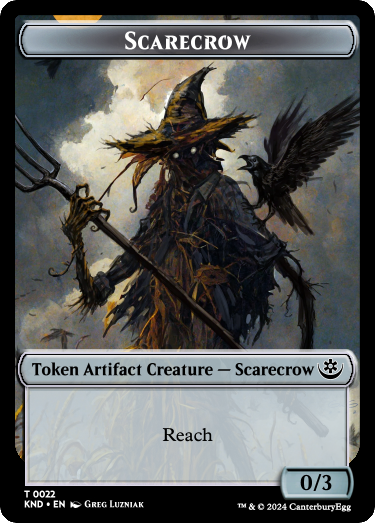 Scarecrow
Token Artifact Creature — Scarecrow
Reach
0/3
T 0022
KND • EN Greg Luzniak
™ & © 2024 CanterburyEgg